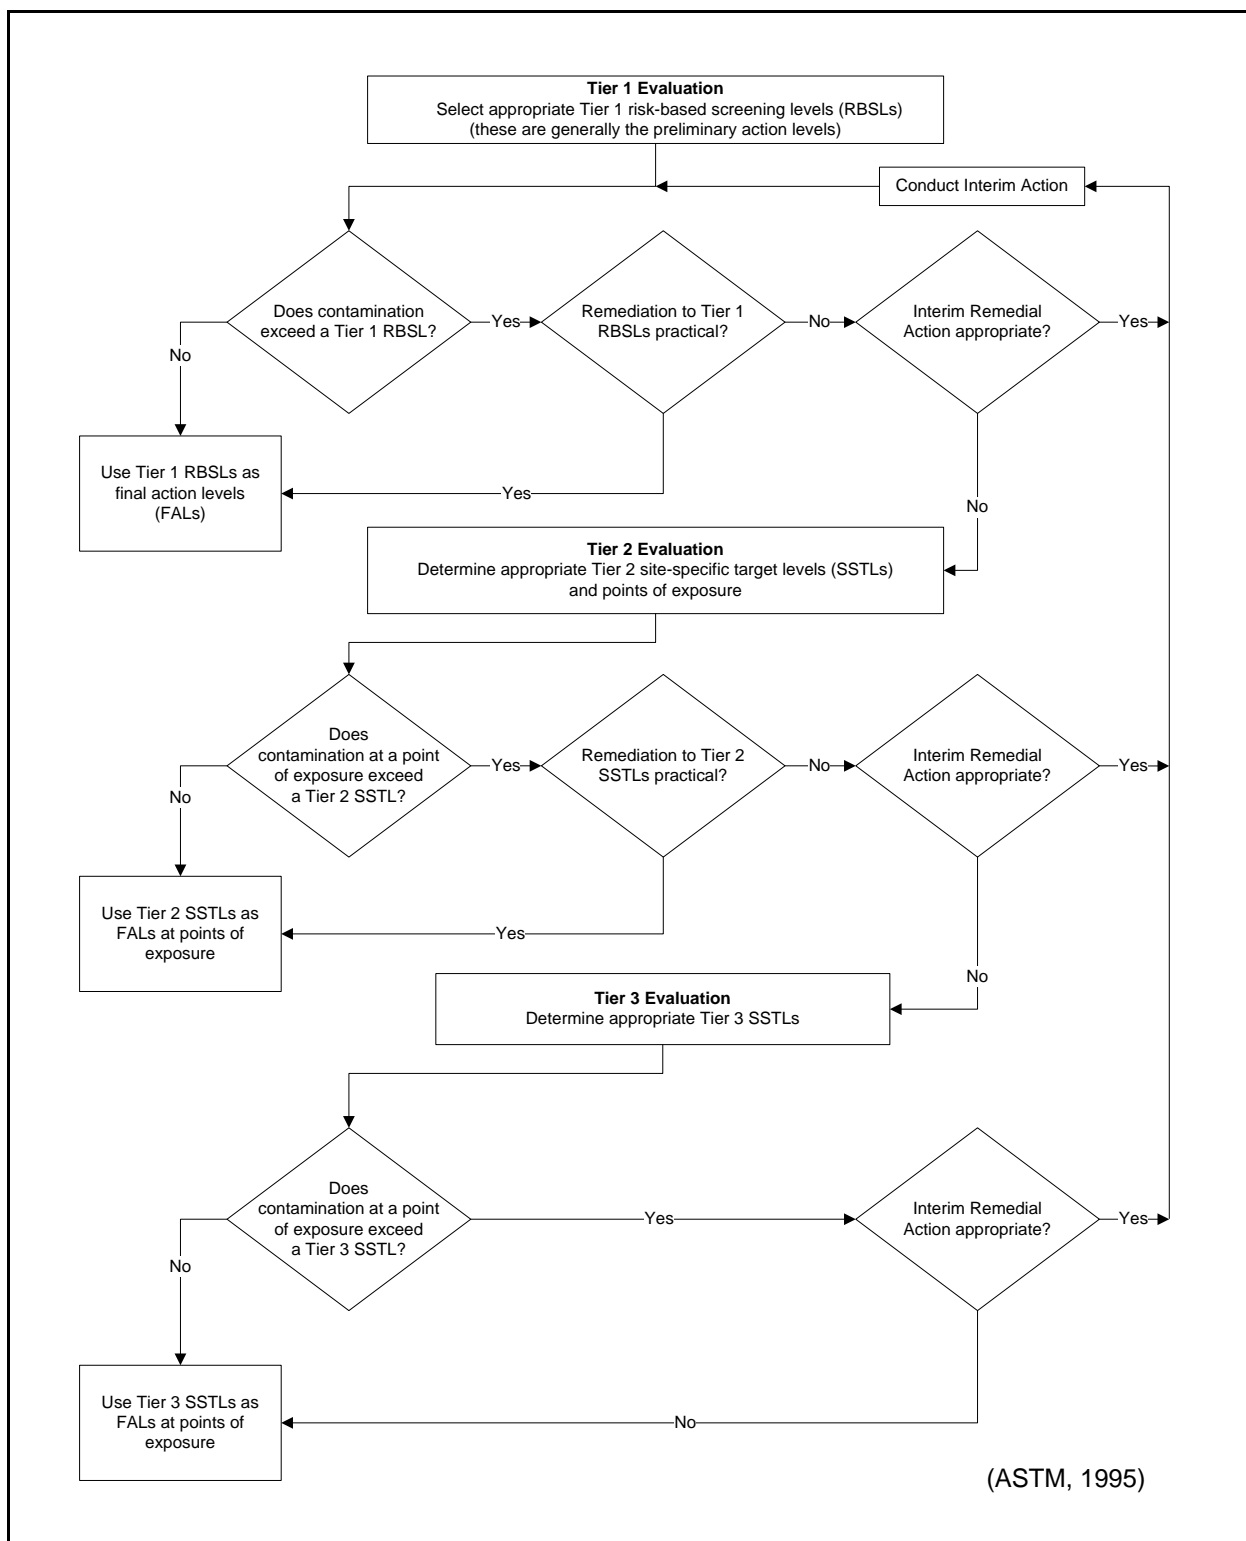 Tier 1 Evaluation
Select appropriate Tier 1 risk-based screening levels (RBSLs)
(these are generally the preliminary action levels)
Conduct Interim Action
Does contamination
exceed a Tier 1 RBSL?
Yes
Remediation to Tier 1
RBSLs practical?
No
Interim Remedial
Action appropriate?
Yes
No
Use Tier 1 RBSLs as
final action levels
(FALs)
Yes
No
Tier 2 Evaluation
Determine appropriate Tier 2 site-specific target levels (SSTLs)
and points of exposure
Does
contamination at a point
of exposure exceed
a Tier 2 SSTL?
Yes
Remediation to Tier 2
SSTLs practical?
No
Interim Remedial
Action appropriate?
Yes
No
Use Tier 2 SSTLs as
FALs at points of
exposure
Yes
No
Tier 3 Evaluation
Determine appropriate Tier 3 SSTLs
Does
contamination at a point
of exposure exceed
a Tier 3 SSTL?
Yes
Interim Remedial
Action appropriate?
Yes
No
Use Tier 3 SSTLs as
FALs at points of
exposure
No
(ASTM, 1995)